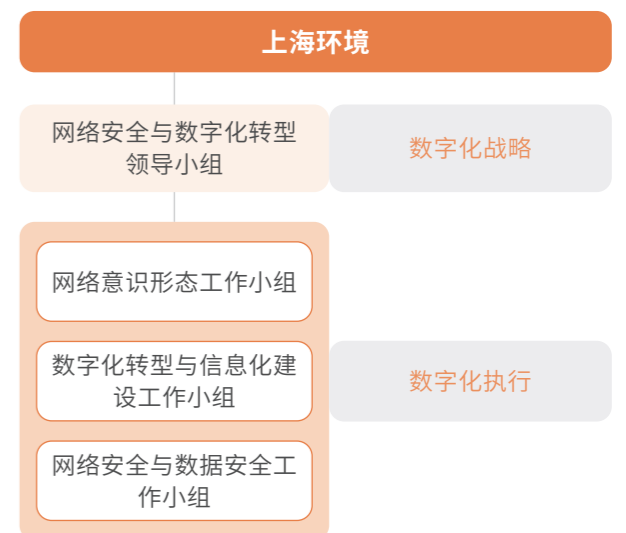 上海环境
网络安全与数字化转型
领导小组
数字化战略
网络意识形态工作小组
数字化转型与信息化建
设工作小组
数字化执行
网络安全与数据安全工
作小组